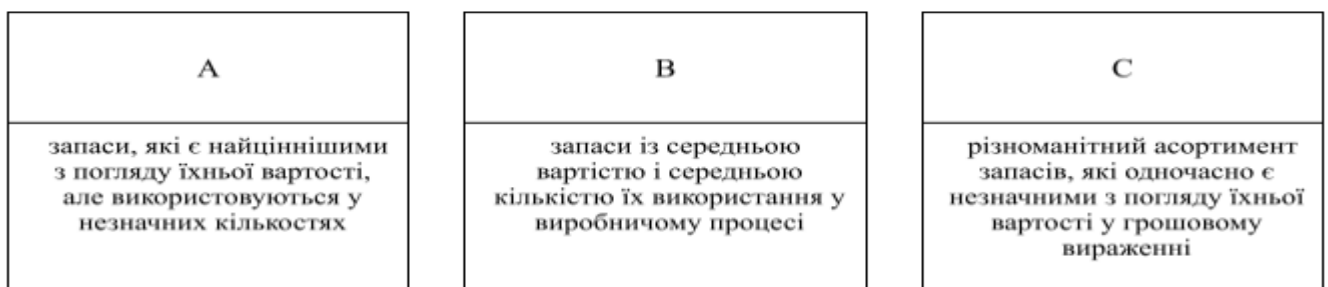 А
запаси, які є найціннішими
з погляду їхньої вартості,
але використовуються у
незначних кількостях
В
запаси із середньою
вартістю і середньою
кількістю їх використання у
виробничому процесі
С
різноманітний асортимент
запасів, які одночасно є
незначними з погляду їхньої
вартості у грошовому
вираженні